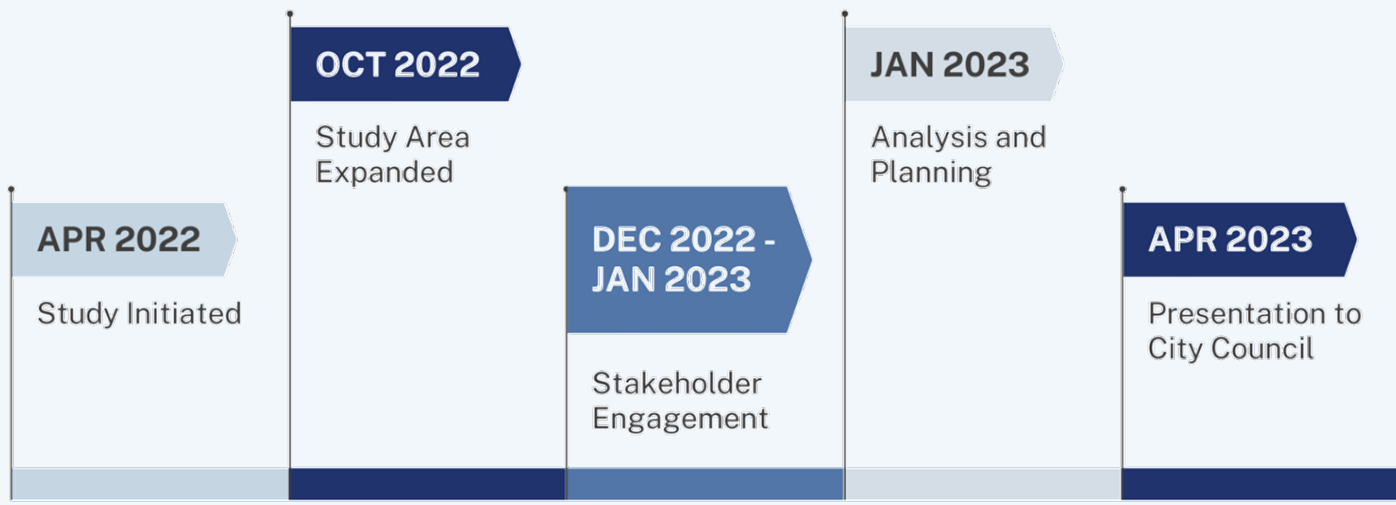 APR 2022
Study Initiated
OCT 2022
Study Area
Expanded
DEC 2022 -
JAN 2023
Stakeholder
Engagement
JAN 2023
Analysis and
Planning
APR 2023
Presentation to
City Council